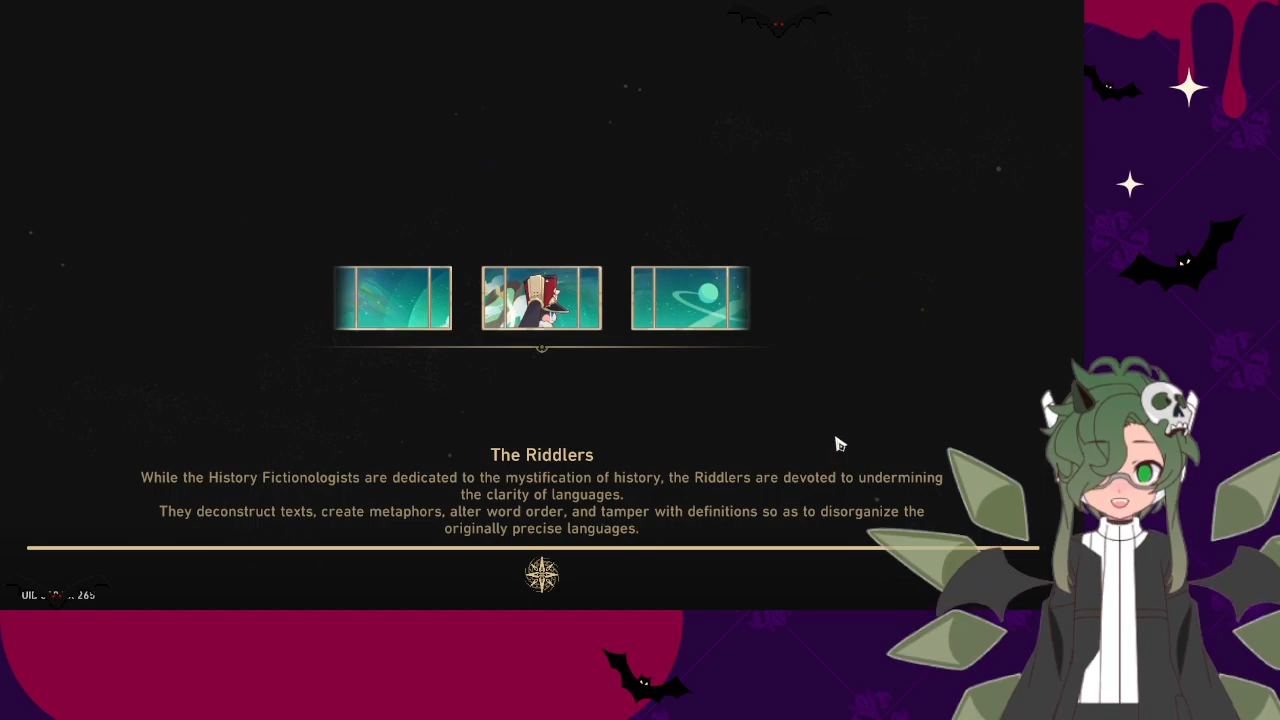 The Riddlers
While the History Fictionologists are dedicated to the mystification of history, the Riddlers are devoted to undermining
the clarity of languages.
They deconstruct texts, create metaphors, alter word order, and tamper with definitions so as to disorganize the
originally precise languages.
265